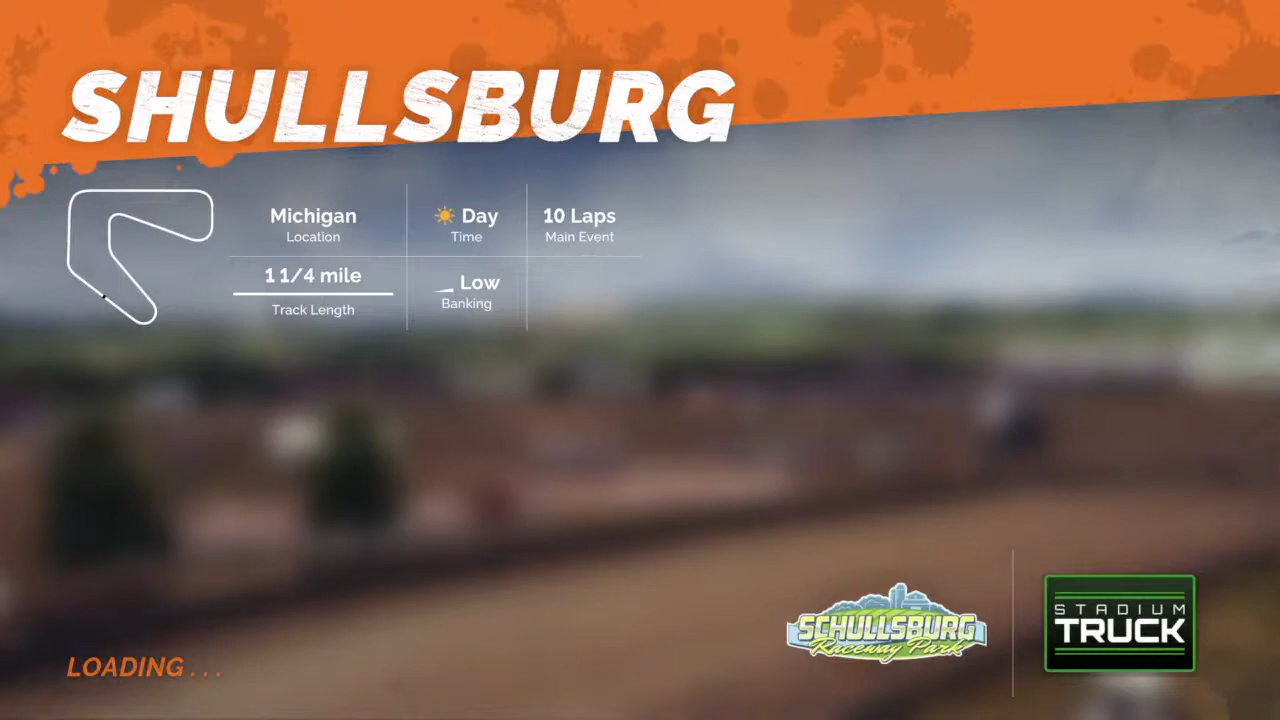 SHULLSBURG
Michigan
Location
Day
Time
10 Laps
Main Event
1 1/4 mile
Track Length
Low
Banking
SCHULLSBURG
Raceway Park
STADIUM
TRUCK
LOADING . . .